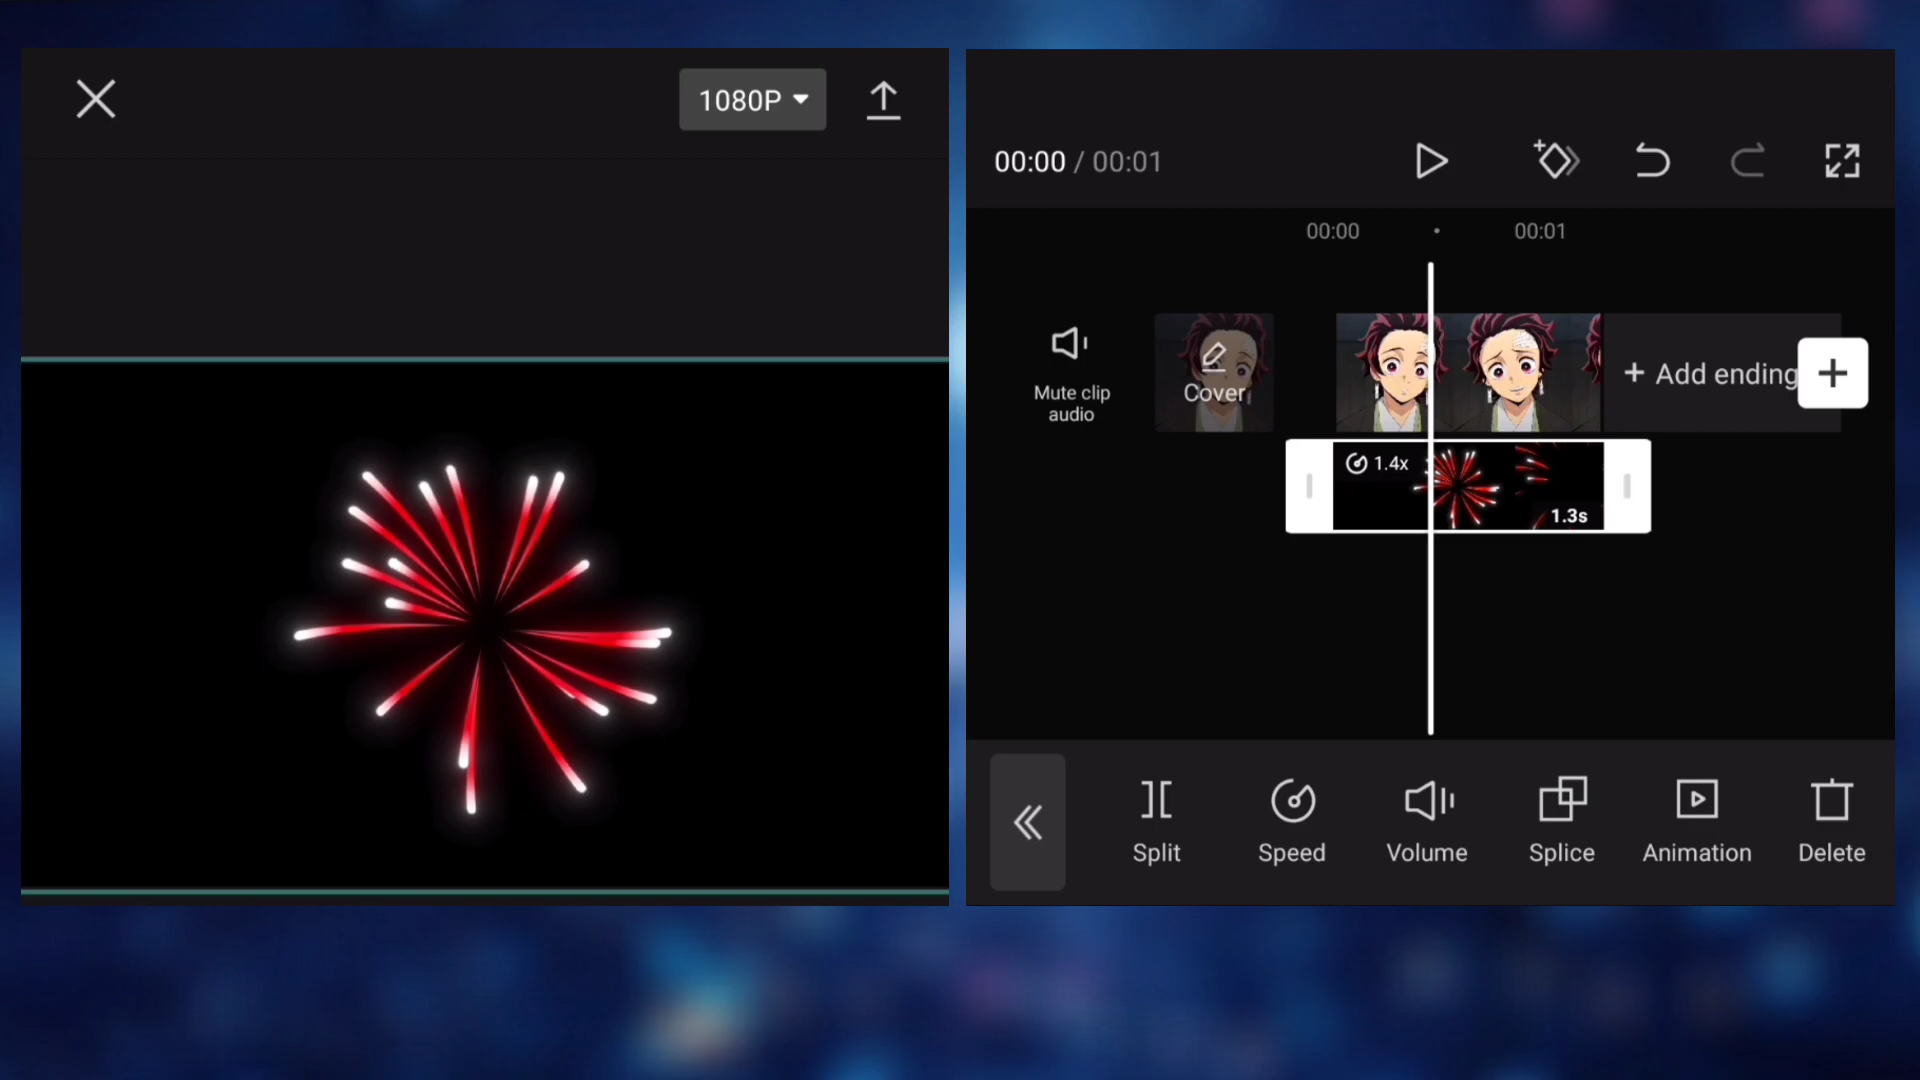 1080P
00:00 / 00:01
00:00
00:01
Mute clip
audio
Cover
+ Add ending
1.4x
1.3s
Split
Speed
Volume
Splice
Animation
Delete